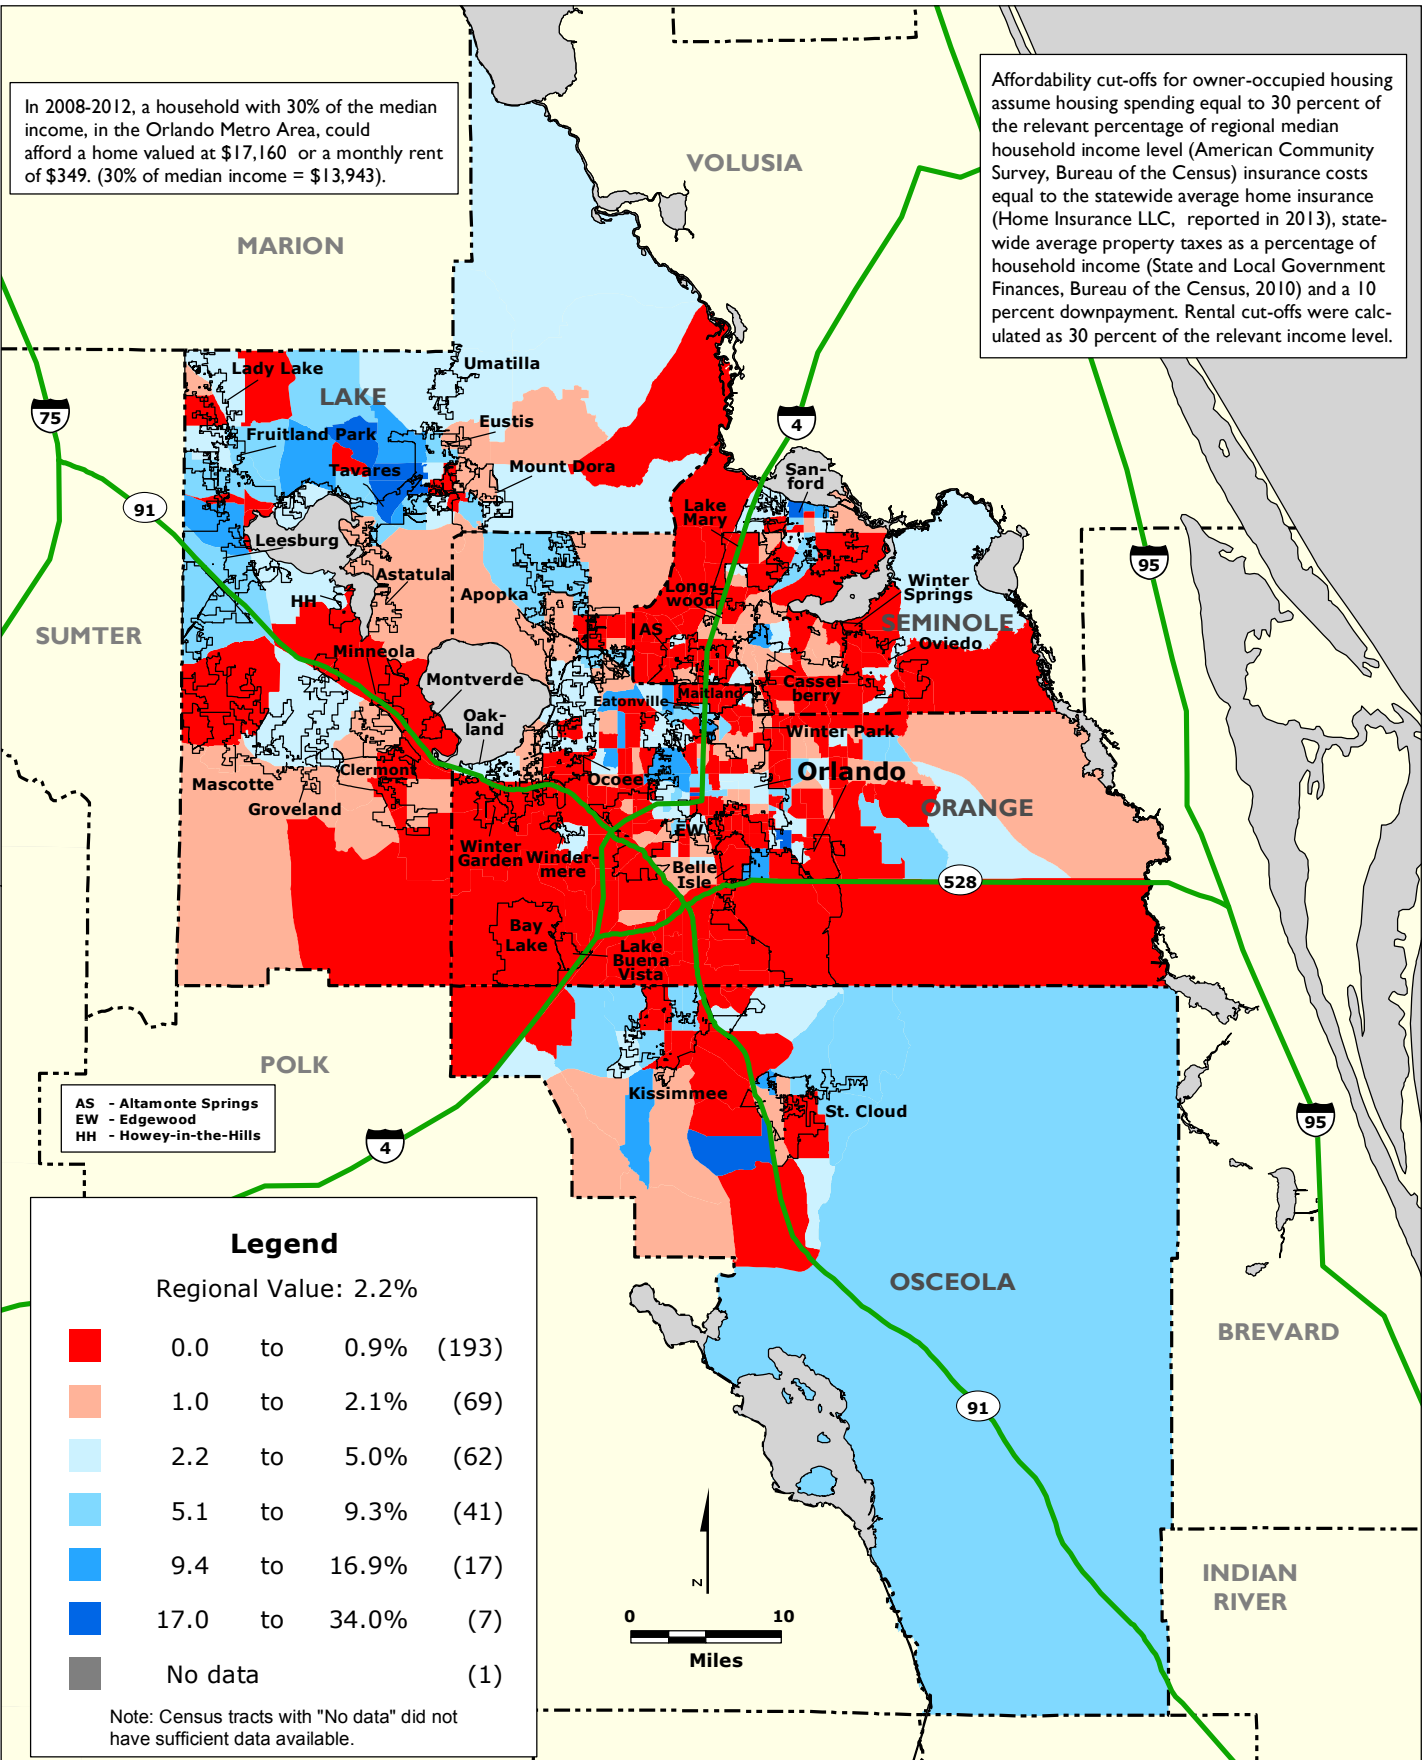 In 2008-2012, a household with 30% of the median
income, in the Orlando Metro Area, could
afford a home valued at $17,160 or a monthly rent
of $349. (30% of median income = $13,943).
Affordability cut-offs for owner-occupied housing
assume housing spending equal to 30 percent of
the relevant percentage of regional median
household income level (American Community
Survey, Bureau of the Census) insurance costs
equal to the statewide average home insurance
(Home Insurance LLC, reported in 2013), state-
wide average property taxes as a percentage of
household income (State and Local Government
Finances, Bureau of the Census, 2010) and a 10
percent downpayment. Rental cut-offs were calc-
ulated as 30 percent of the relevant income level.
VOLUSIA
MARION
Umatilla
Lady Lake
LAKE
75
4
Eustis
Fruitland Park
Mount Dora
Tavares
San-
ford
91
Lake
Mary
Leesburg
95
Astatula
Winter
Springs
HH
Apopka
Long-
wood
SEMINOLE
SUMTER
AS
Oviedo
Minneola
Montverde
Cassel-
berry
Eatonville
Maitland
Oak-
land
Winter Park
Clermont
Ocoee
Orlando
Mascotte
Groveland
ORANGE
EW
Winter
Garden
Winder-
mere
Belle
Isle
528
Bay
Lake
Lake
Buena
Vista
POLK
Kissimmee
St. Cloud
AS - Altamonte Springs
EW - Edgewood
HH - Howey-in-the-Hills
4
95
Legend
Regional Value: 2.2%
0.0 to 0.9% (193)
1.0 to 2.1% (69)
2.2 to 5.0% (62)
5.1 to 9.3% (41)
9.4 to 16.9% (17)
17.0 to 34.0% (7)
No data (1)
Note: Census tracts with "No data" did not
have sufficient data available.
OSCEOLA
BREVARD
91
INDIAN
RIVER
N
0 10
Miles